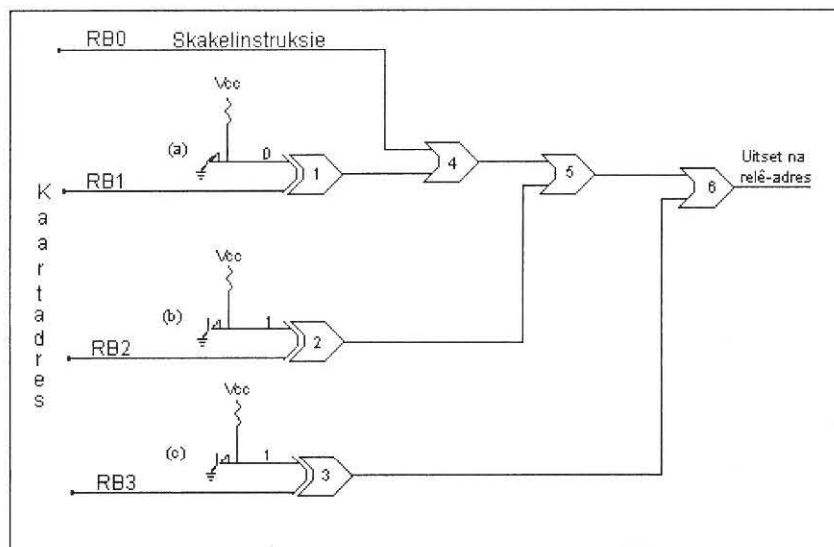 RB0 Skakelinstruksie
Vcc
(a) 0
1
4
5
6
Uitset na
relê-adres
RB1
Kaartadres
Vcc
(b) 1
2
RB2
Vcc
(c) 1
3
RB3